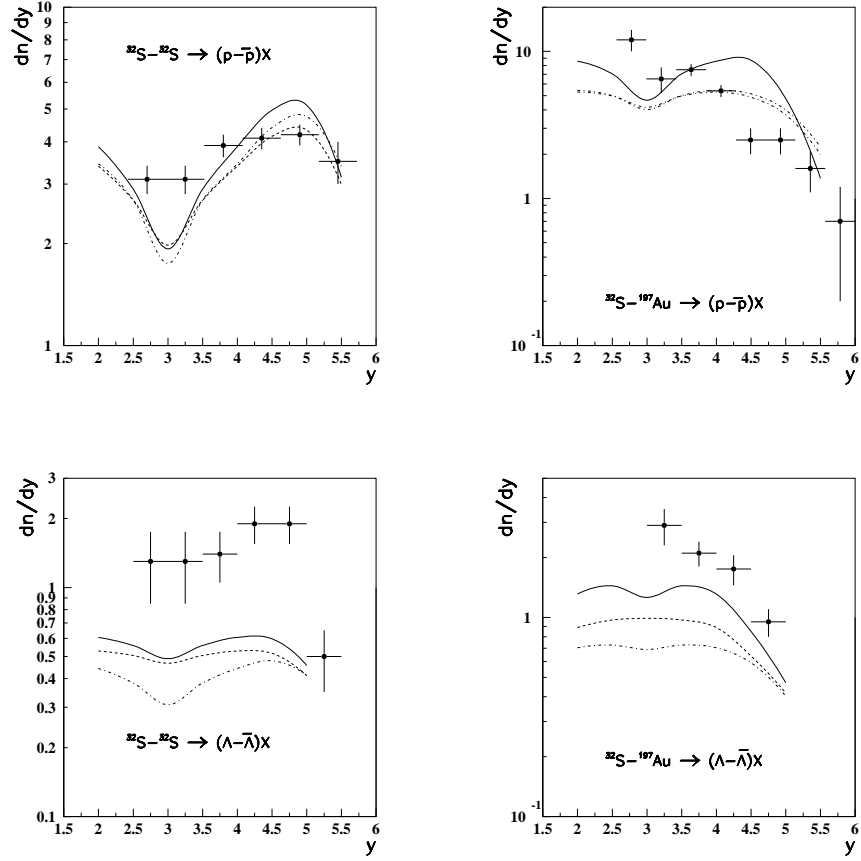 dn/dy
10
9
8
7
6
5
4
3
2
1
³²S-³²S → (p-p̅)X
1.5 2 2.5 3 3.5 4 4.5 5 5.5 6
y
dn/dy
10
1
10⁻¹
³²S-¹⁹⁷Au → (p-p̅)X
1.5 2 2.5 3 3.5 4 4.5 5 5.5 6
y
dn/dy
3
2
1
0.9
0.8
0.7
0.6
0.5
0.4
0.3
0.2
0.1
³²S-³²S → (Λ-Λ̅)X
1.5 2 2.5 3 3.5 4 4.5 5 5.5 6
y
dn/dy
1
10⁻¹
³²S-¹⁹⁷Au → (Λ-Λ̅)X
1.5 2 2.5 3 3.5 4 4.5 5 5.5 6
y